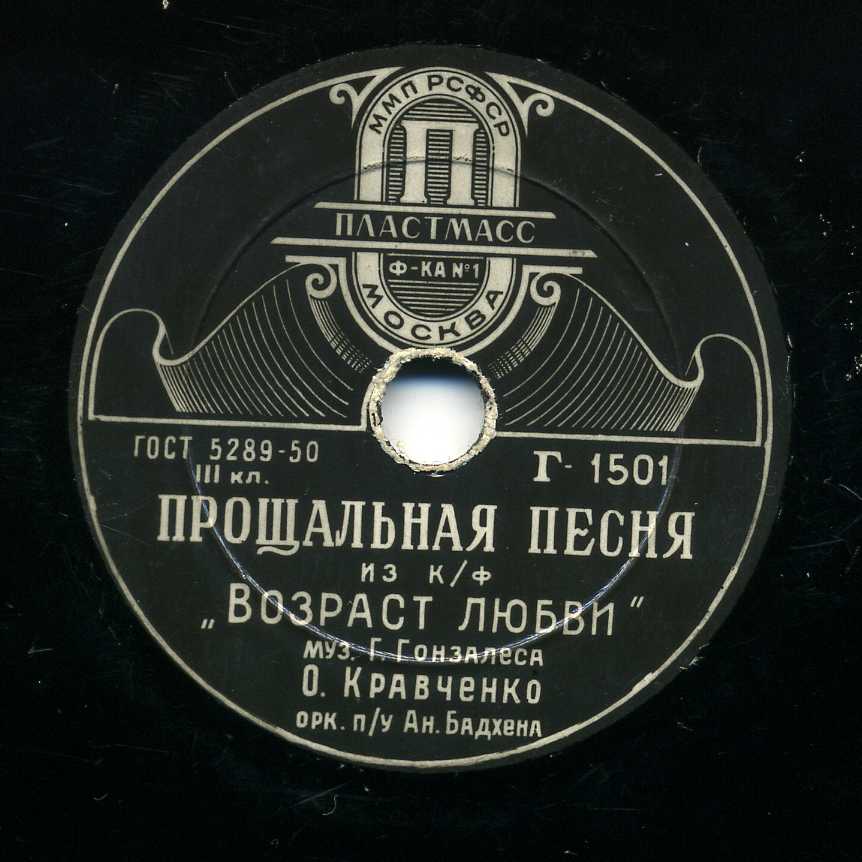 ММП РСФСР
П
ПЛАСТМАСС
Ф-КА №1
МОСКВА
ГОСТ 5289-50
III кл.
Г- 1501
ПРОЩАЛЬНАЯ ПЕСНЯ
ИЗ К/Ф
„ВОЗРАСТ ЛЮБВИ“
МУЗ. Г. ГОНЗАЛЕСА
О. КРАВЧЕНКО
ОРК. П/У АН. БАДХЕНА